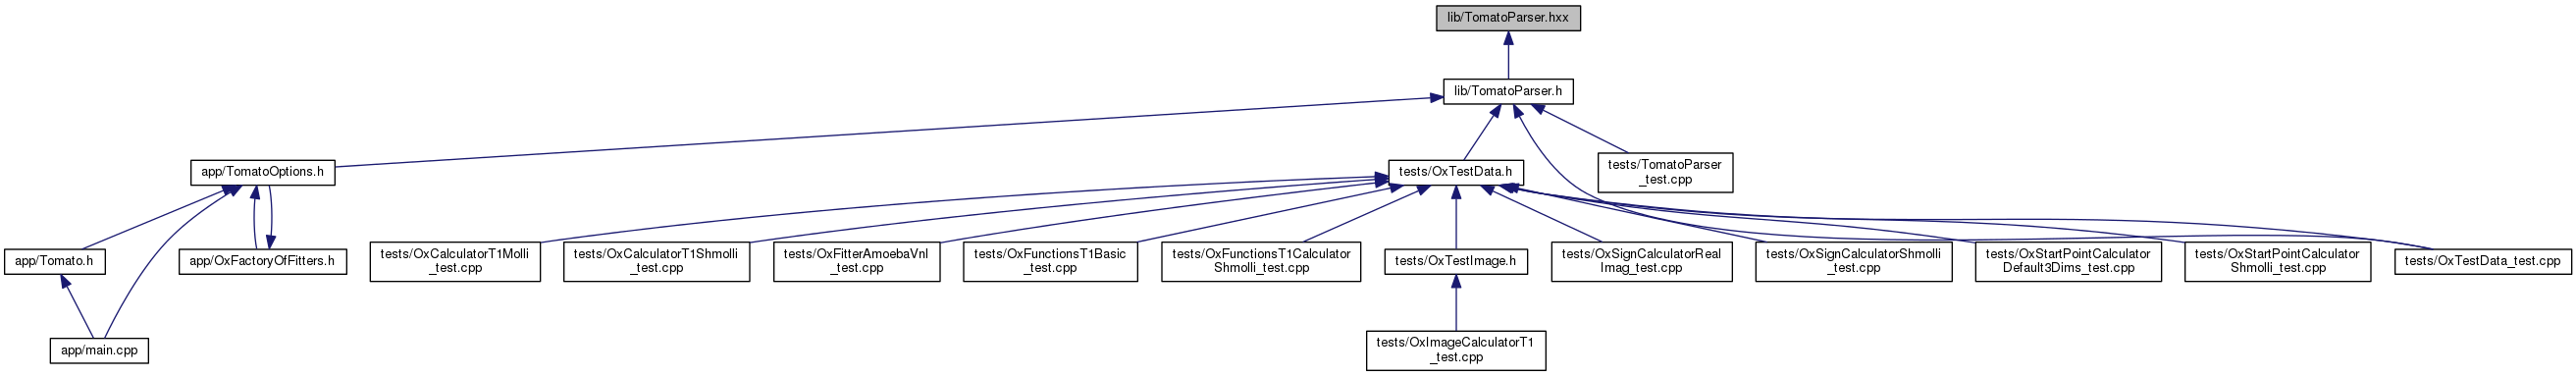 lib/TomatoParser.hxx
lib/TomatoParser.h
tests/TomatoParser
_test.cpp
app/TomatoOptions.h
tests/OxTestData.h
app/Tomato.h
app/OxFactoryOfFitters.h
tests/OxCalculatorT1Molli
_test.cpp
tests/OxCalculatorT1Shmolli
_test.cpp
tests/OxFitterAmoebaVnl
_test.cpp
tests/OxFunctionsT1Basic
_test.cpp
tests/OxFunctionsT1Calculator
Shmolli_test.cpp
tests/OxTestImage.h
tests/OxSignCalculatorReal
Imag_test.cpp
tests/OxSignCalculatorShmolli
_test.cpp
tests/OxStartPointCalculator
Default3Dims_test.cpp
tests/OxStartPointCalculator
Shmolli_test.cpp
tests/OxTestData_test.cpp
app/main.cpp
tests/OxImageCalculatorT1
_test.cpp